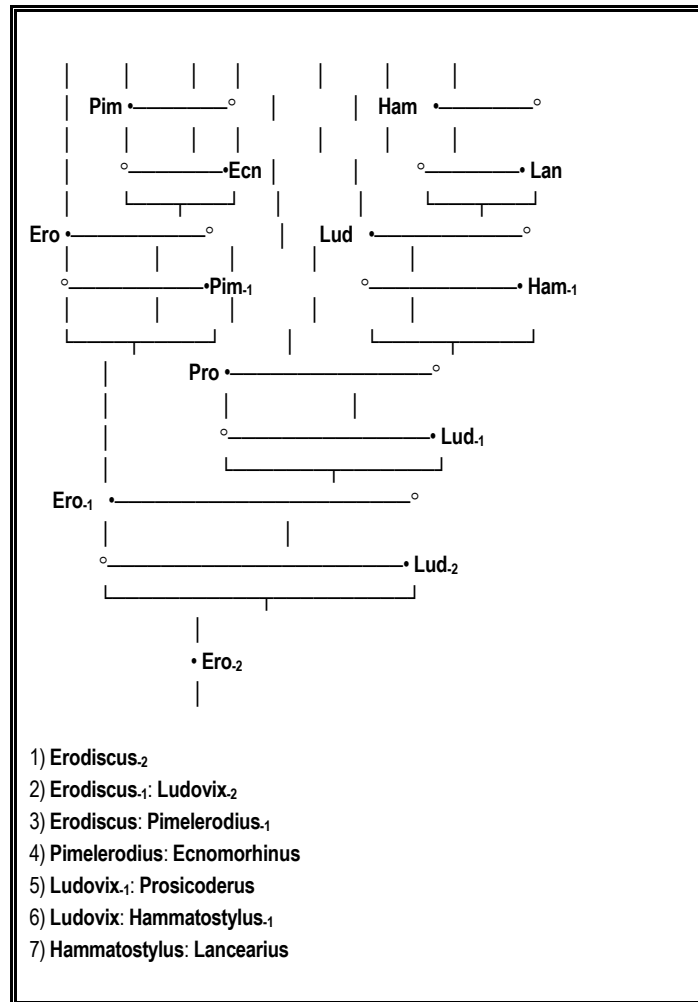 Pim Ham
Ecn Lan
Ero Lud
Pim-1 Ham-1
Pro
Lud-1
Ero-1
Lud-2
Ero-2
1) Erodiscus-2
2) Erodiscus-1: Ludovix-2
3) Erodiscus: Pimelerodius-1
4) Pimelerodius: Ecnomorhinus
5) Ludovix-1: Prosicoderus
6) Ludovix: Hammatostylus-1
7) Hammatostylus: Lancearius